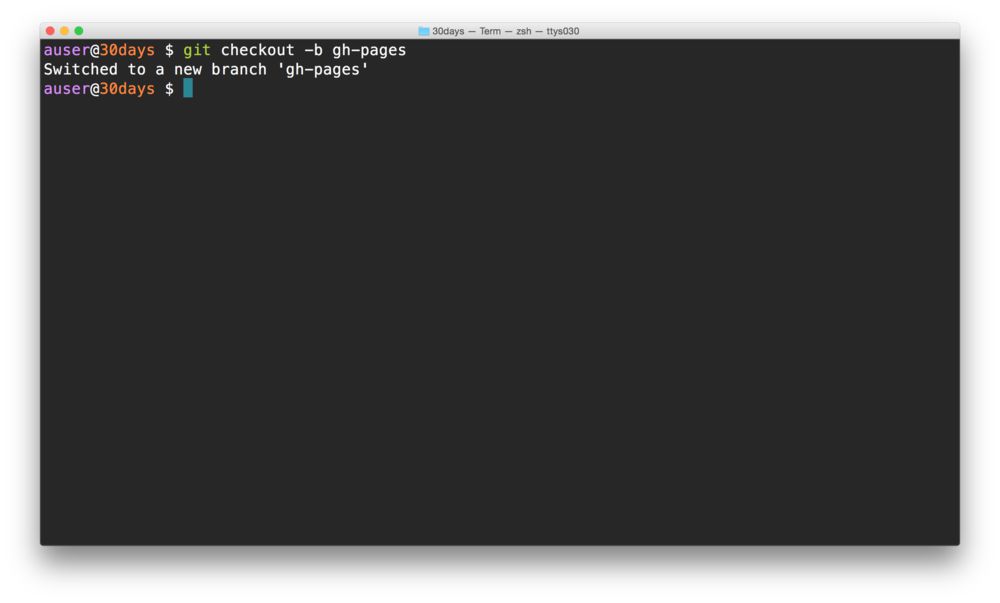 30days — Term — zsh — ttys030
auser@30days $ git checkout -b gh-pages
Switched to a new branch 'gh-pages'
auser@30days $